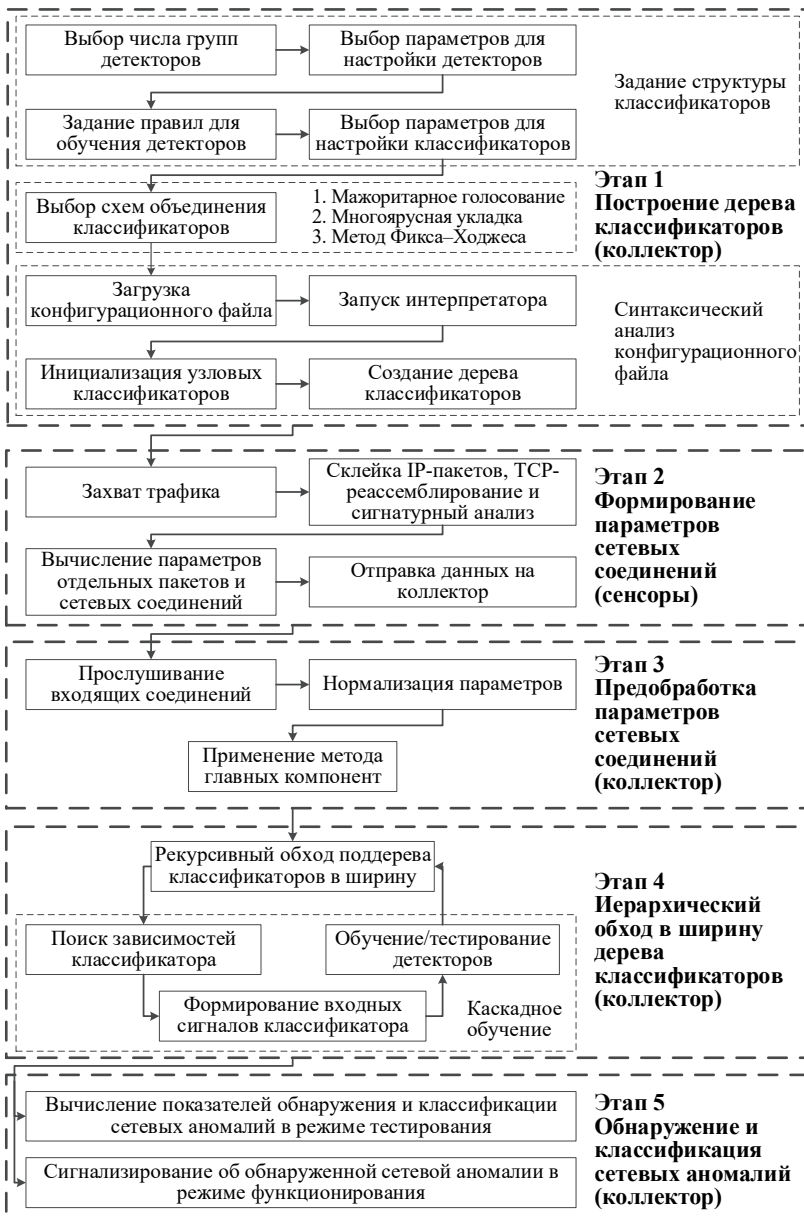 Выбор числа групп
детекторов
Выбор параметров для
настройки детекторов
Задание структуры
классификаторов
Задание правил для
обучения детекторов
Выбор параметров для
настройки классификаторов
Этап 1
Построение дерева
классификаторов
(коллектор)
Выбор схем объединения
классификаторов
1. Мажоритарное голосование
2. Многоярусная укладка
3. Метод Фикса–Ходжеса
Загрузка
конфигурационного файла
Запуск интерпретатора
Синтаксический
анализ
конфигурационного
файла
Инициализация узловых
классификаторов
Создание дерева
классификаторов
Захват трафика
Склейка IP-пакетов, TCP-
реассемблирование и
сигнатурный анализ
Этап 2
Формирование
параметров
сетевых
соединений
(сенсоры)
Вычисление параметров
отдельных пакетов и
сетевых соединений
Отправка данных на
коллектор
Прослушивание
входящих соединений
Нормализация параметров
Этап 3
Предобработка
параметров
сетевых
соединений
(коллектор)
Применение метода
главных компонент
Рекурсивный обход поддерева
классификаторов в ширину
Этап 4
Иерархический
обход в ширину
дерева
классификаторов
(коллектор)
Поиск зависимостей
классификатора
Обучение/тестирование
детекторов
Формирование входных
сигналов классификатора
Каскадное
обучение
Вычисление показателей обнаружения и классификации
сетевых аномалий в режиме тестирования
Этап 5
Обнаружение и
классификация
сетевых аномалий
(коллектор)
Сигнализирование об обнаруженной сетевой аномалии в
режиме функционирования